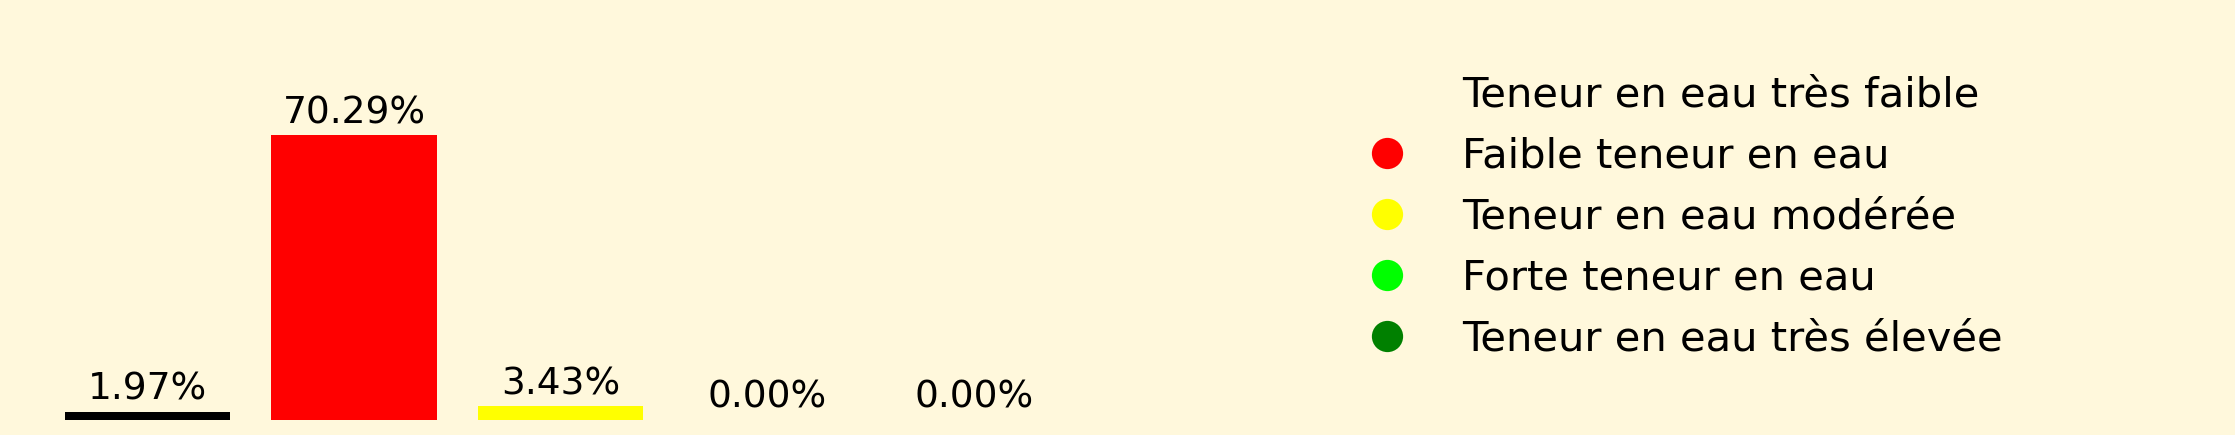 70.29%
1.97%
3.43%
0.00%
0.00%
Teneur en eau très faible
Faible teneur en eau
Teneur en eau modérée
Forte teneur en eau
Teneur en eau très élevée